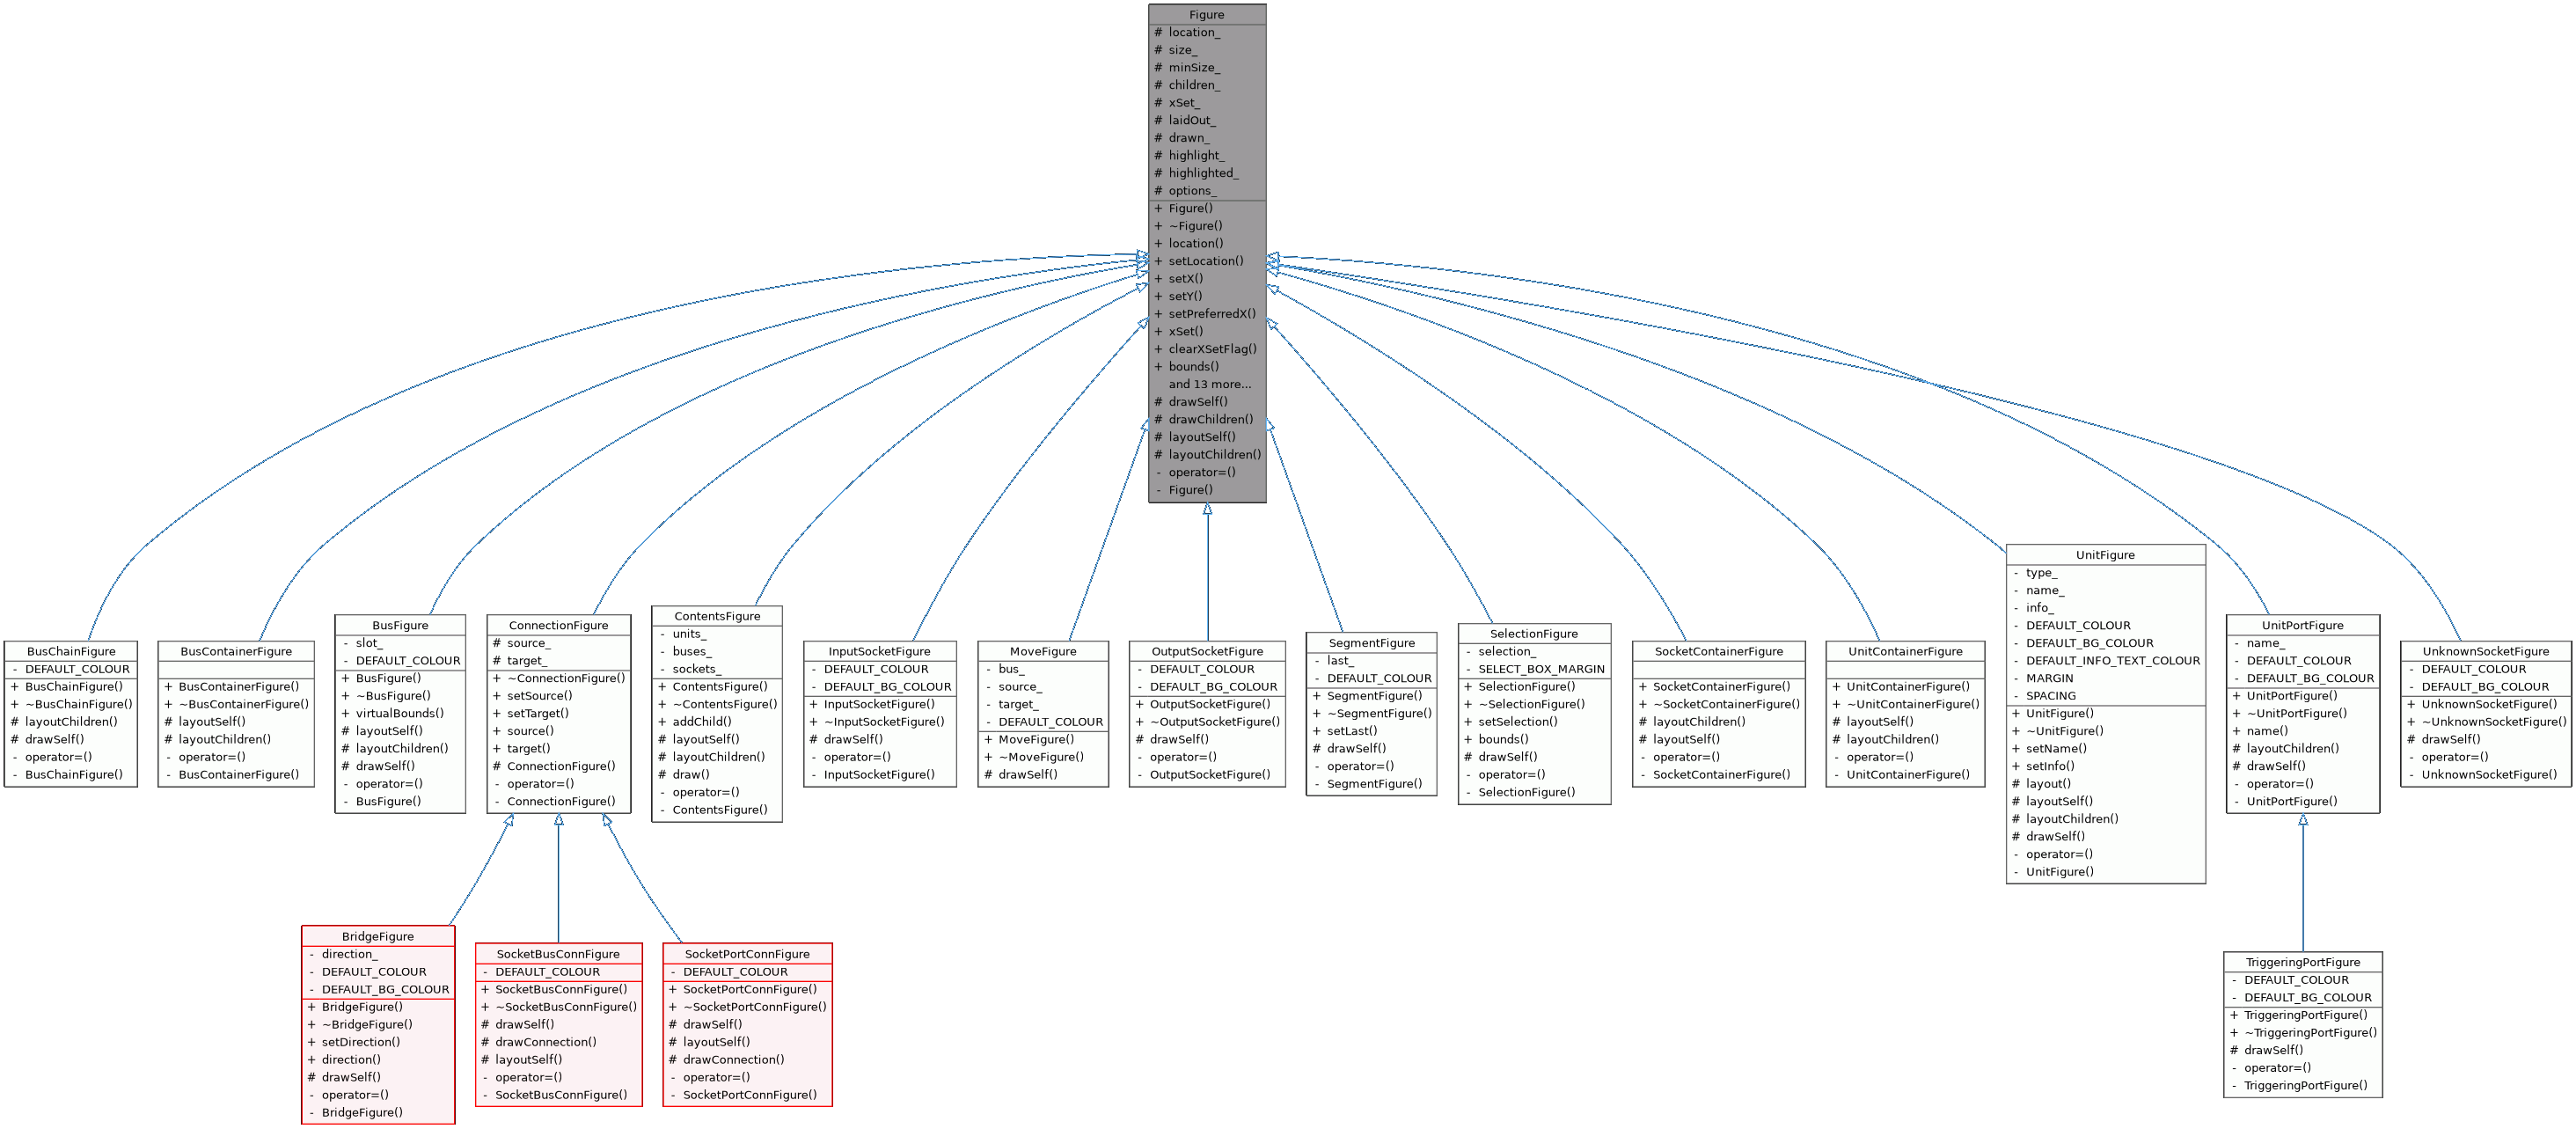 Figure
# location_
# size_
# minSize_
# children_
# xSet_
# laidOut_
# drawn_
# highlight_
# highlighted_
# options_
+ Figure()
+ ~Figure()
+ location()
+ setLocation()
+ setX()
+ setY()
+ setPreferredX()
+ xSet()
+ clearXSetFlag()
+ bounds()
and 13 more...
# drawSelf()
# drawChildren()
# layoutSelf()
# layoutChildren()
- operator=()
- Figure()
BusChainFigure
- DEFAULT_COLOUR
+ BusChainFigure()
+ ~BusChainFigure()
# layoutChildren()
# drawSelf()
- operator=()
- BusChainFigure()
BusContainerFigure
+ BusContainerFigure()
+ ~BusContainerFigure()
# layoutSelf()
# layoutChildren()
- operator=()
- BusContainerFigure()
BusFigure
- slot_
- DEFAULT_COLOUR
+ BusFigure()
+ ~BusFigure()
+ virtualBounds()
# layoutSelf()
# layoutChildren()
# drawSelf()
- operator=()
- BusFigure()
ConnectionFigure
# source_
# target_
+ ~ConnectionFigure()
+ setSource()
+ setTarget()
+ source()
+ target()
# ConnectionFigure()
- operator=()
- ConnectionFigure()
ContentsFigure
- units_
- buses_
- sockets_
+ ContentsFigure()
+ ~ContentsFigure()
+ addChild()
# layoutSelf()
# layoutChildren()
# draw()
- operator=()
- ContentsFigure()
InputSocketFigure
- DEFAULT_COLOUR
- DEFAULT_BG_COLOUR
+ InputSocketFigure()
+ ~InputSocketFigure()
# drawSelf()
- operator=()
- InputSocketFigure()
MoveFigure
- bus_
- source_
- target_
- DEFAULT_COLOUR
+ MoveFigure()
+ ~MoveFigure()
# drawSelf()
OutputSocketFigure
- DEFAULT_COLOUR
- DEFAULT_BG_COLOUR
+ OutputSocketFigure()
+ ~OutputSocketFigure()
# drawSelf()
- operator=()
- OutputSocketFigure()
SegmentFigure
- last_
- DEFAULT_COLOUR
+ SegmentFigure()
+ ~SegmentFigure()
+ setLast()
# drawSelf()
- operator=()
- SegmentFigure()
SelectionFigure
- selection_
- SELECT_BOX_MARGIN
+ SelectionFigure()
+ ~SelectionFigure()
+ setSelection()
+ bounds()
# drawSelf()
- operator=()
- SelectionFigure()
SocketContainerFigure
+ SocketContainerFigure()
+ ~SocketContainerFigure()
# layoutChildren()
# layoutSelf()
- operator=()
- SocketContainerFigure()
UnitContainerFigure
+ UnitContainerFigure()
+ ~UnitContainerFigure()
# layoutSelf()
# layoutChildren()
- operator=()
- UnitContainerFigure()
UnitFigure
- type_
- name_
- info_
- DEFAULT_COLOUR
- DEFAULT_BG_COLOUR
- DEFAULT_INFO_TEXT_COLOUR
- MARGIN
- SPACING
+ UnitFigure()
+ ~UnitFigure()
+ setName()
+ setInfo()
# layout()
# layoutSelf()
# layoutChildren()
# drawSelf()
- operator=()
- UnitFigure()
UnitPortFigure
- name_
- DEFAULT_COLOUR
- DEFAULT_BG_COLOUR
+ UnitPortFigure()
+ ~UnitPortFigure()
+ name()
# layoutChildren()
# drawSelf()
- operator=()
- UnitPortFigure()
UnknownSocketFigure
- DEFAULT_COLOUR
- DEFAULT_BG_COLOUR
+ UnknownSocketFigure()
+ ~UnknownSocketFigure()
# drawSelf()
- operator=()
- UnknownSocketFigure()
BridgeFigure
- direction_
- DEFAULT_COLOUR
- DEFAULT_BG_COLOUR
+ BridgeFigure()
+ ~BridgeFigure()
+ setDirection()
+ direction()
# drawSelf()
- operator=()
- BridgeFigure()
SocketBusConnFigure
- DEFAULT_COLOUR
+ SocketBusConnFigure()
+ ~SocketBusConnFigure()
# drawSelf()
# drawConnection()
# layoutSelf()
- operator=()
- SocketBusConnFigure()
SocketPortConnFigure
- DEFAULT_COLOUR
+ SocketPortConnFigure()
+ ~SocketPortConnFigure()
# drawSelf()
# layoutSelf()
# drawConnection()
- operator=()
- SocketPortConnFigure()
TriggeringPortFigure
- DEFAULT_COLOUR
- DEFAULT_BG_COLOUR
+ TriggeringPortFigure()
+ ~TriggeringPortFigure()
# drawSelf()
- operator=()
- TriggeringPortFigure()